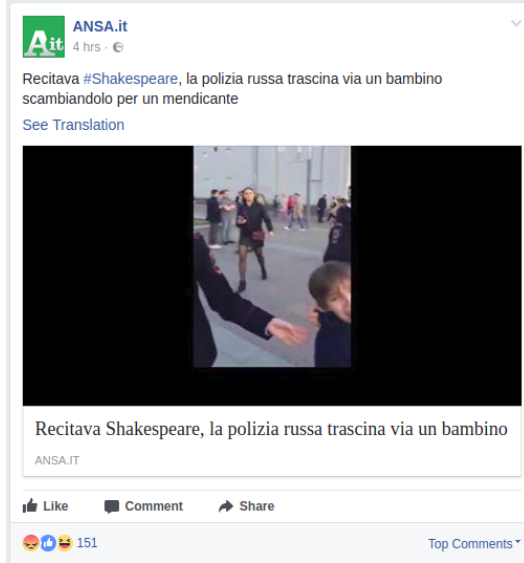 Ait
ANSA.it
4 hrs ·
Recitava #Shakespeare, la polizia russa trascina via un bambino
scambiandolo per un mendicante
See Translation
Recitava Shakespeare, la polizia russa trascina via un bambino
ANSA.IT
Like Comment Share
151 Top Comments